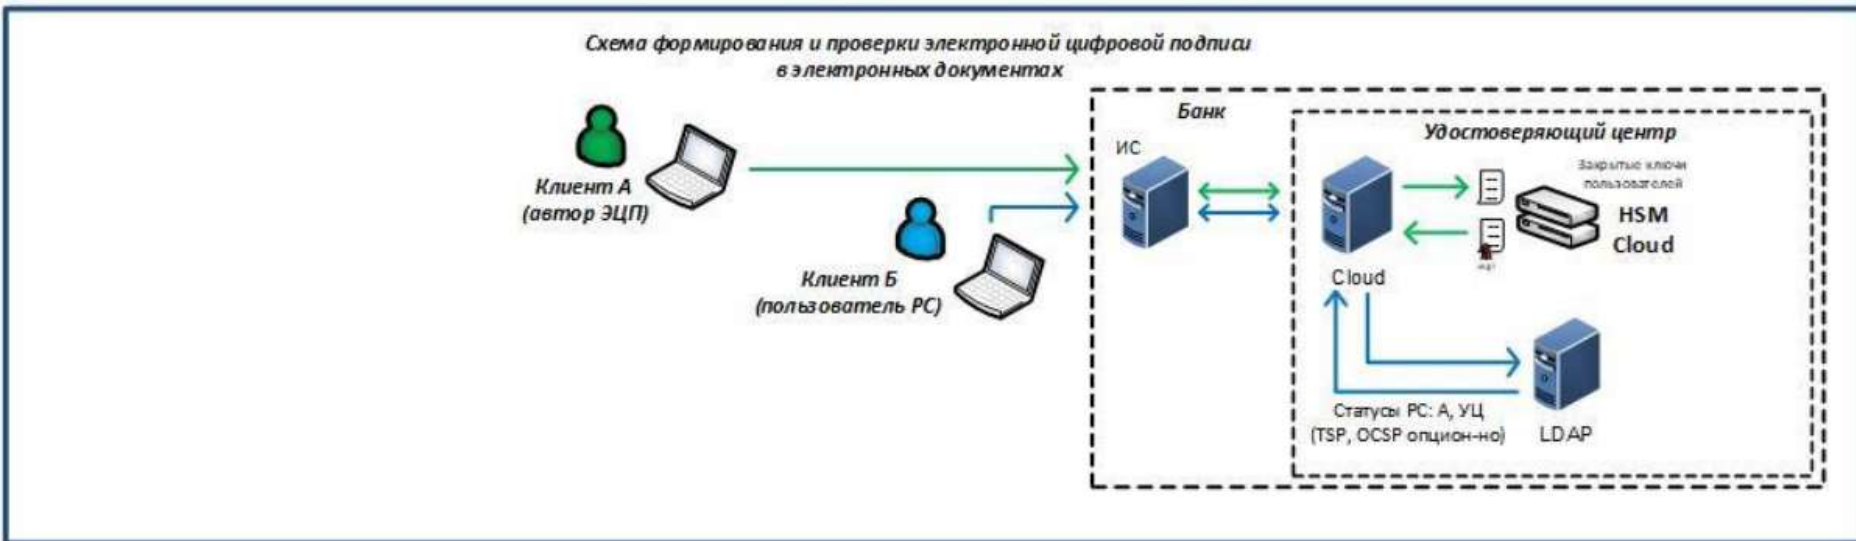 Схема формирования и проверки электронной цифровой подписи
в электронных документах
Банк
Удостоверяющий центр
ИС
Закрытые ключи
пользователей
HSM
Cloud
Клиент А
(автор ЭЦП)
Клиент Б
(пользователь РС)
Cloud
Статусы РС: А, УЦ
(TSP, OCSP опцион-но)
LDAP